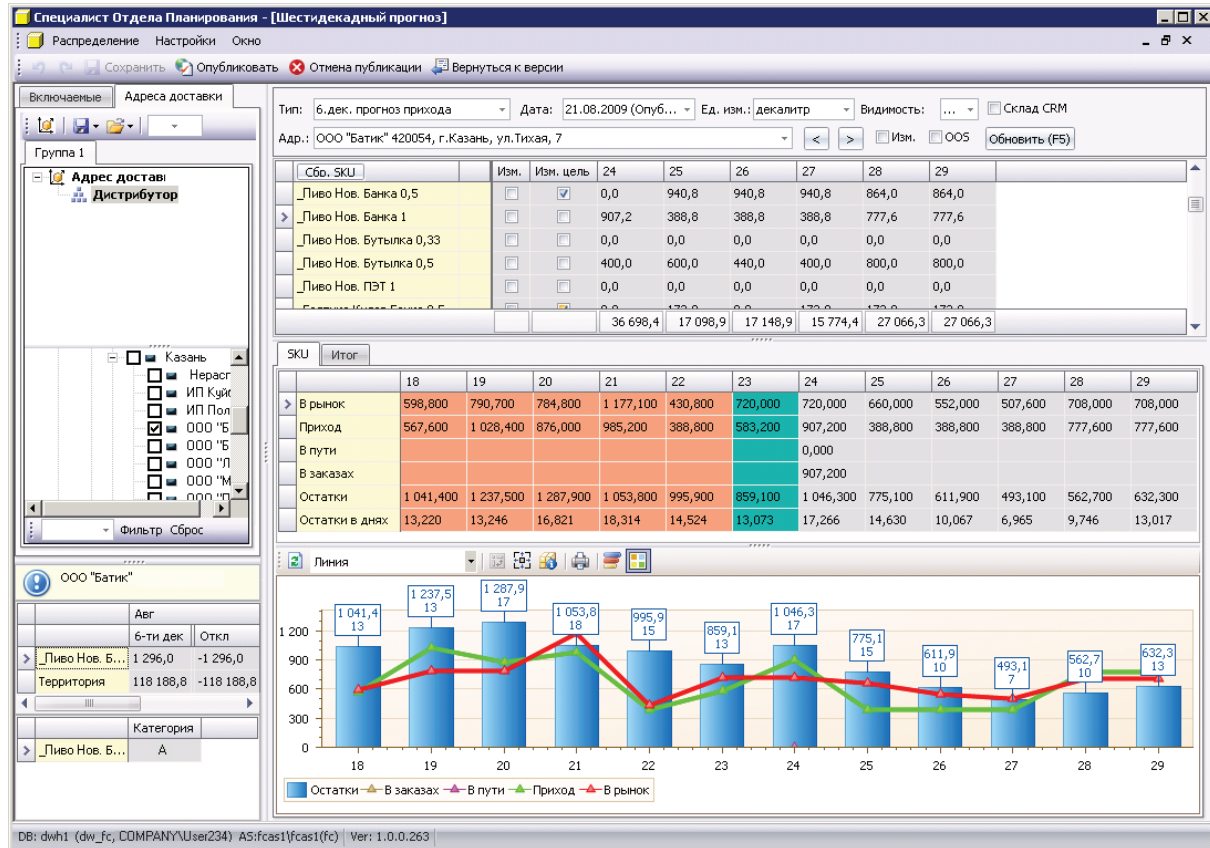 Специалист Отдела Планирования - [Шестидекадный прогноз]
Распределение Настройки Окно
Сохранить Опубликовать Отмена публикации Вернуться к версии
Включаемые Адреса доставки
Группа 1
Адрес достав
Дистрибутор
Казань
Нерасг
ИП Куй
ИП Пол
ООО "Б
ООО "Б
ООО "Л
ООО "М
Фильтр Сброс
ООО "Батик"
Авг
6-ти дек Откл
_Пиво Нов. Б... 1 296,0 -1 296,0
Территория 118 188,8 -118 188,8
Категория
_Пиво Нов. Б... A
Тип: 6.дек. прогноз прихода Дата: 21.08.2009 (Опуб... Ед. изм.: декалитр Видимость: ... Склад CRM
Адр.: ООО "Батик" 420054, г.Казань, ул.Тихая, 7 < > Изм. OOS Обновить (F5)
Сбр. SKU Изм. Изм. цель 24 25 26 27 28 29
_Пиво Нов. Банка 0,5 0,0 940,8 940,8 940,8 864,0 864,0
_Пиво Нов. Банка 1 907,2 388,8 388,8 388,8 777,6 777,6
_Пиво Нов. Бутылка 0,33 0,0 0,0 0,0 0,0 0,0 0,0
_Пиво Нов. Бутылка 0,5 400,0 600,0 440,0 400,0 800,0 800,0
_Пиво Нов. ПЭТ 1 0,0 0,0 0,0 0,0 0,0 0,0
36 698,4 17 098,9 17 148,9 15 774,4 27 066,3 27 066,3
SKU Итог
18 19 20 21 22 23 24 25 26 27 28 29
В рынок 598,800 790,700 784,800 1 177,100 430,800 720,000 720,000 660,000 552,000 507,600 708,000 708,000
Приход 567,600 1 028,400 876,000 985,200 388,800 583,200 907,200 388,800 388,800 388,800 777,600 777,600
В пути 0,000
В заказах 907,200
Остатки 1 041,400 1 237,500 1 287,900 1 053,800 995,900 859,100 1 046,300 775,100 611,900 493,100 562,700 632,300
Остатки в днях 13,220 13,246 16,821 18,314 14,524 13,073 17,266 14,630 10,067 6,965 9,746 13,017
Линия
1 041,4 1 237,5 1 287,9 1 053,8 995,9 859,1 1 046,3 775,1 611,9 493,1 562,7 632,3
13 13 17 18 15 13 17 15 10 7 10 13
1 200
900
600
300
0
18 19 20 21 22 23 24 25 26 27 28 29
Остатки В заказах В пути Приход В рынок
DB: dwh1 (dw_fc, COMPANY\User234) AS:fcas1\fcas1(fc) Ver: 1.0.0.263